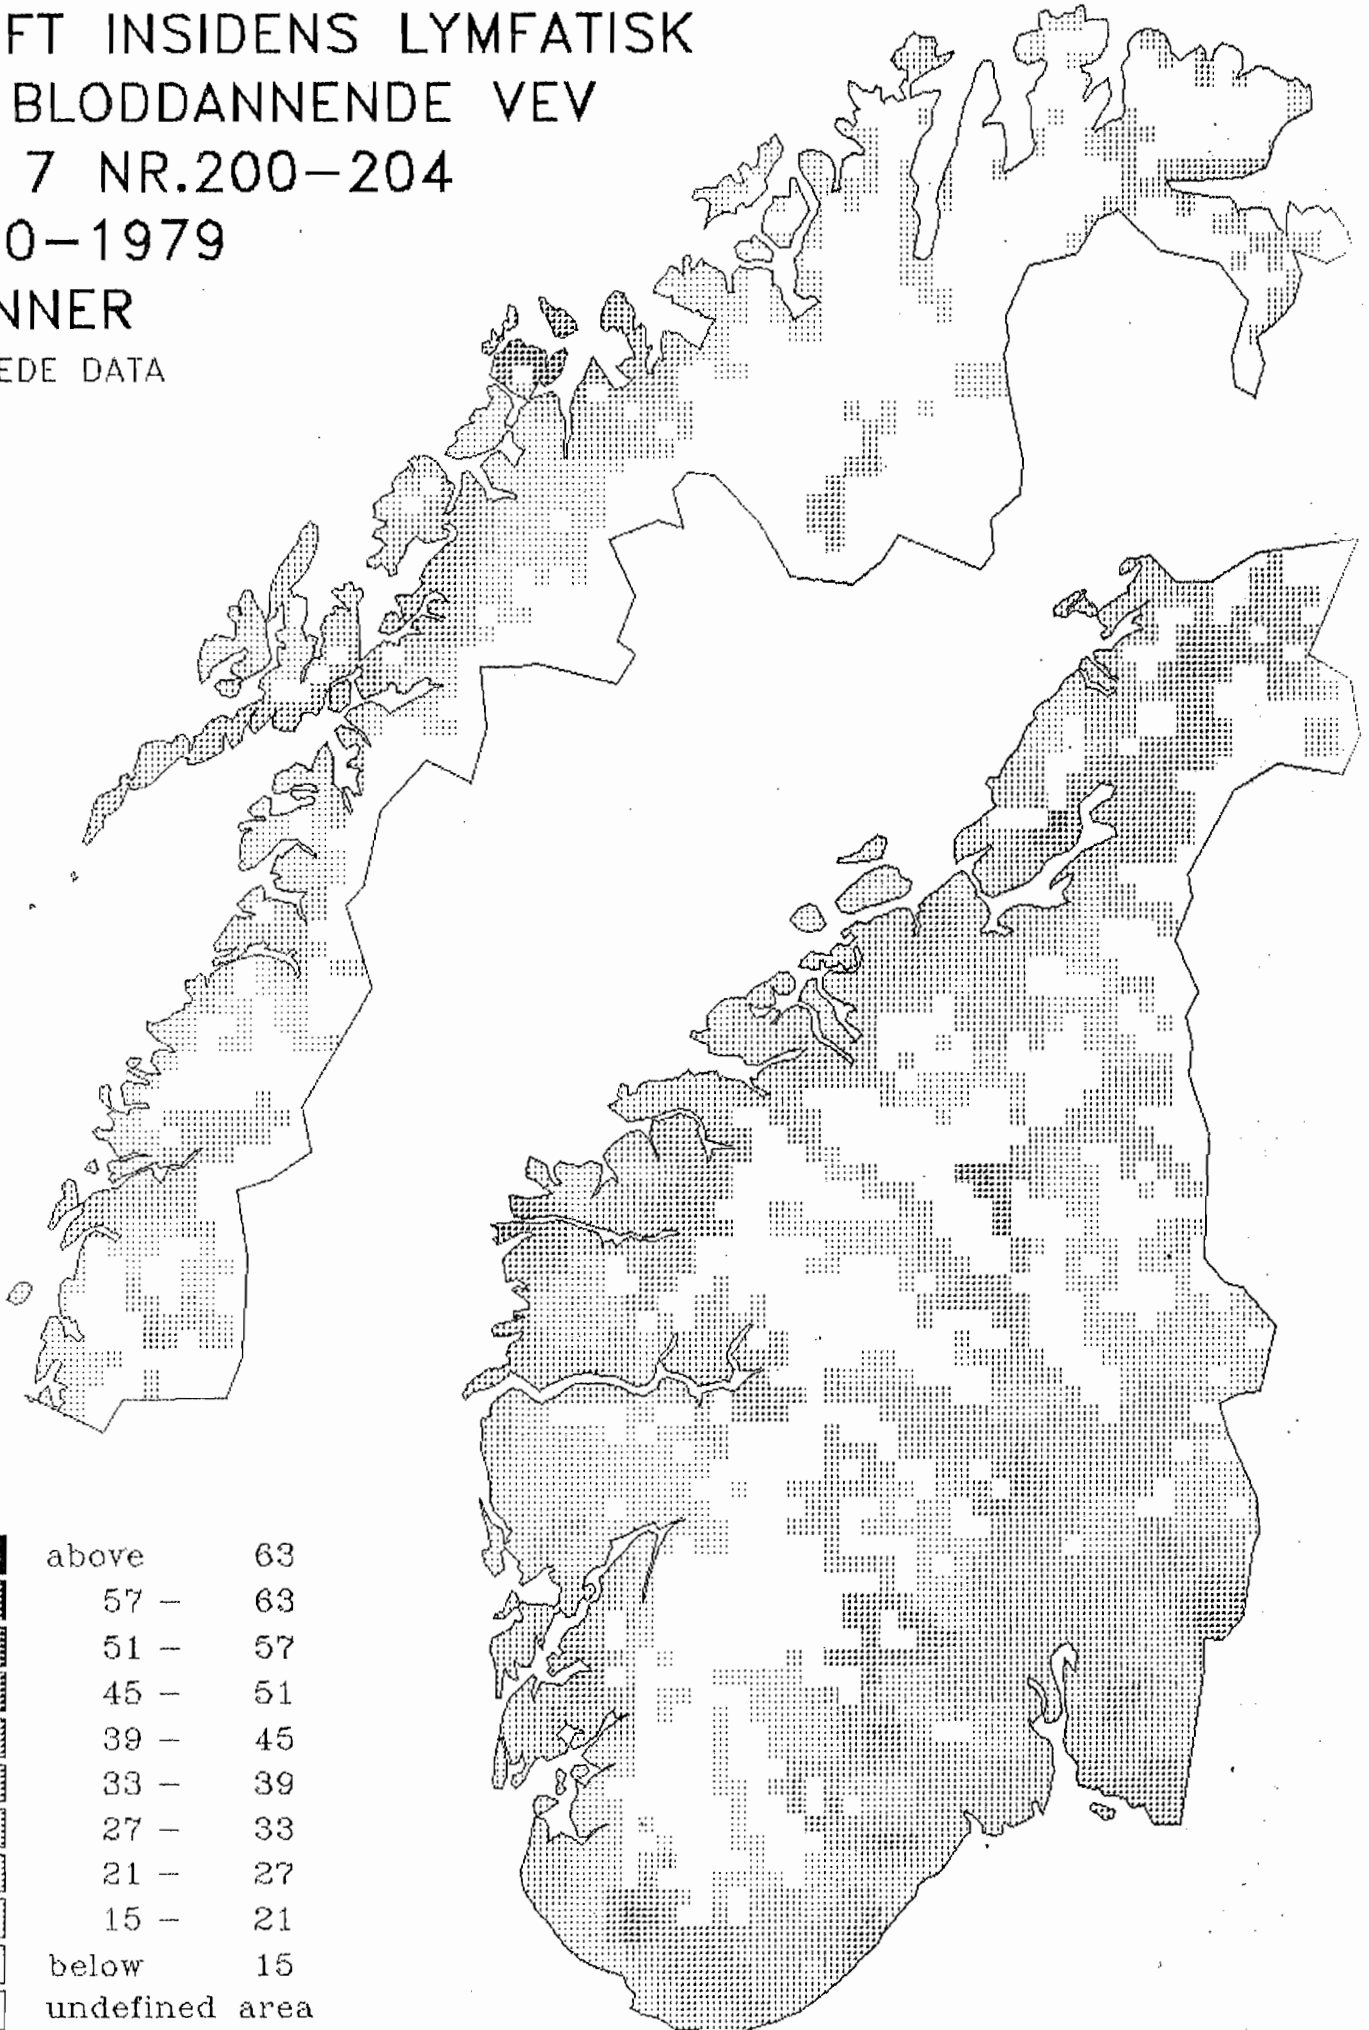 FT INSIDENS LYMFATISK
BLODDANNENDE VEV
7 NR.200-204
0-1979
NNER
EDE DATA
above 63
57 - 63
51 - 57
45 - 51
39 - 45
33 - 39
27 - 33
21 - 27
15 - 21
below 15
undefined area